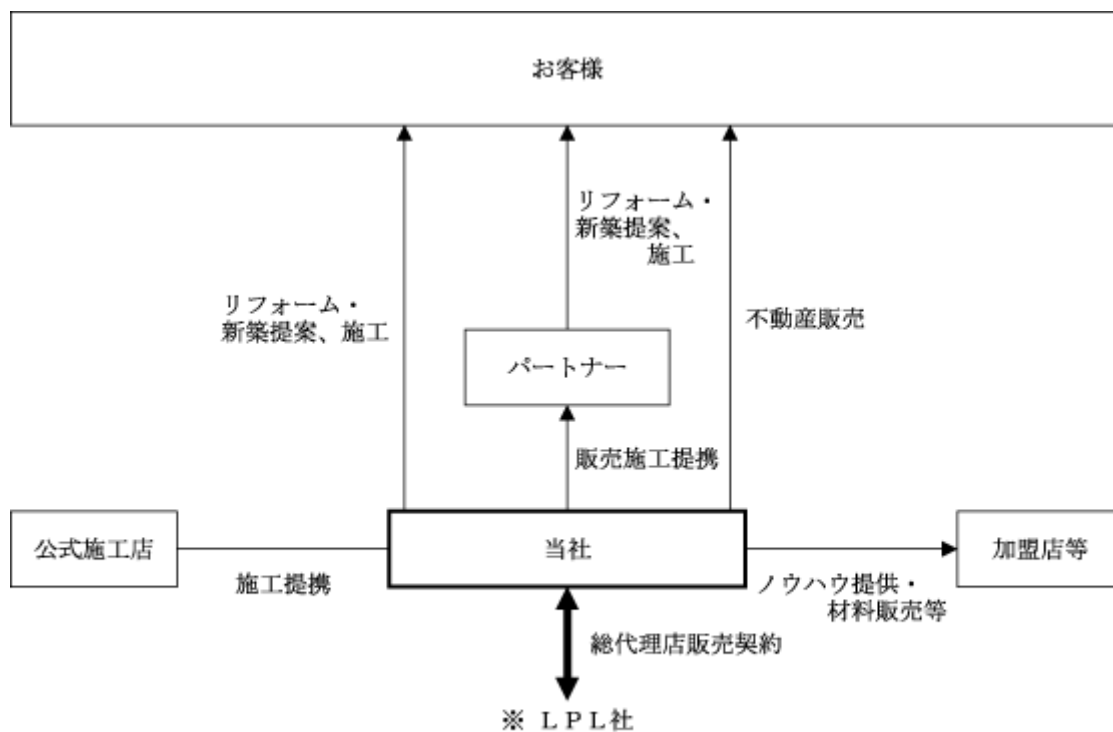 お客様
リフォーム・
新築提案、
施工
リフォーム・
新築提案、施工
不動産販売
パートナー
販売施工提携
公式施工店
当社
加盟店等
施工提携
ノウハウ提供・
材料販売等
総代理店販売契約
※ ＬＰＬ社